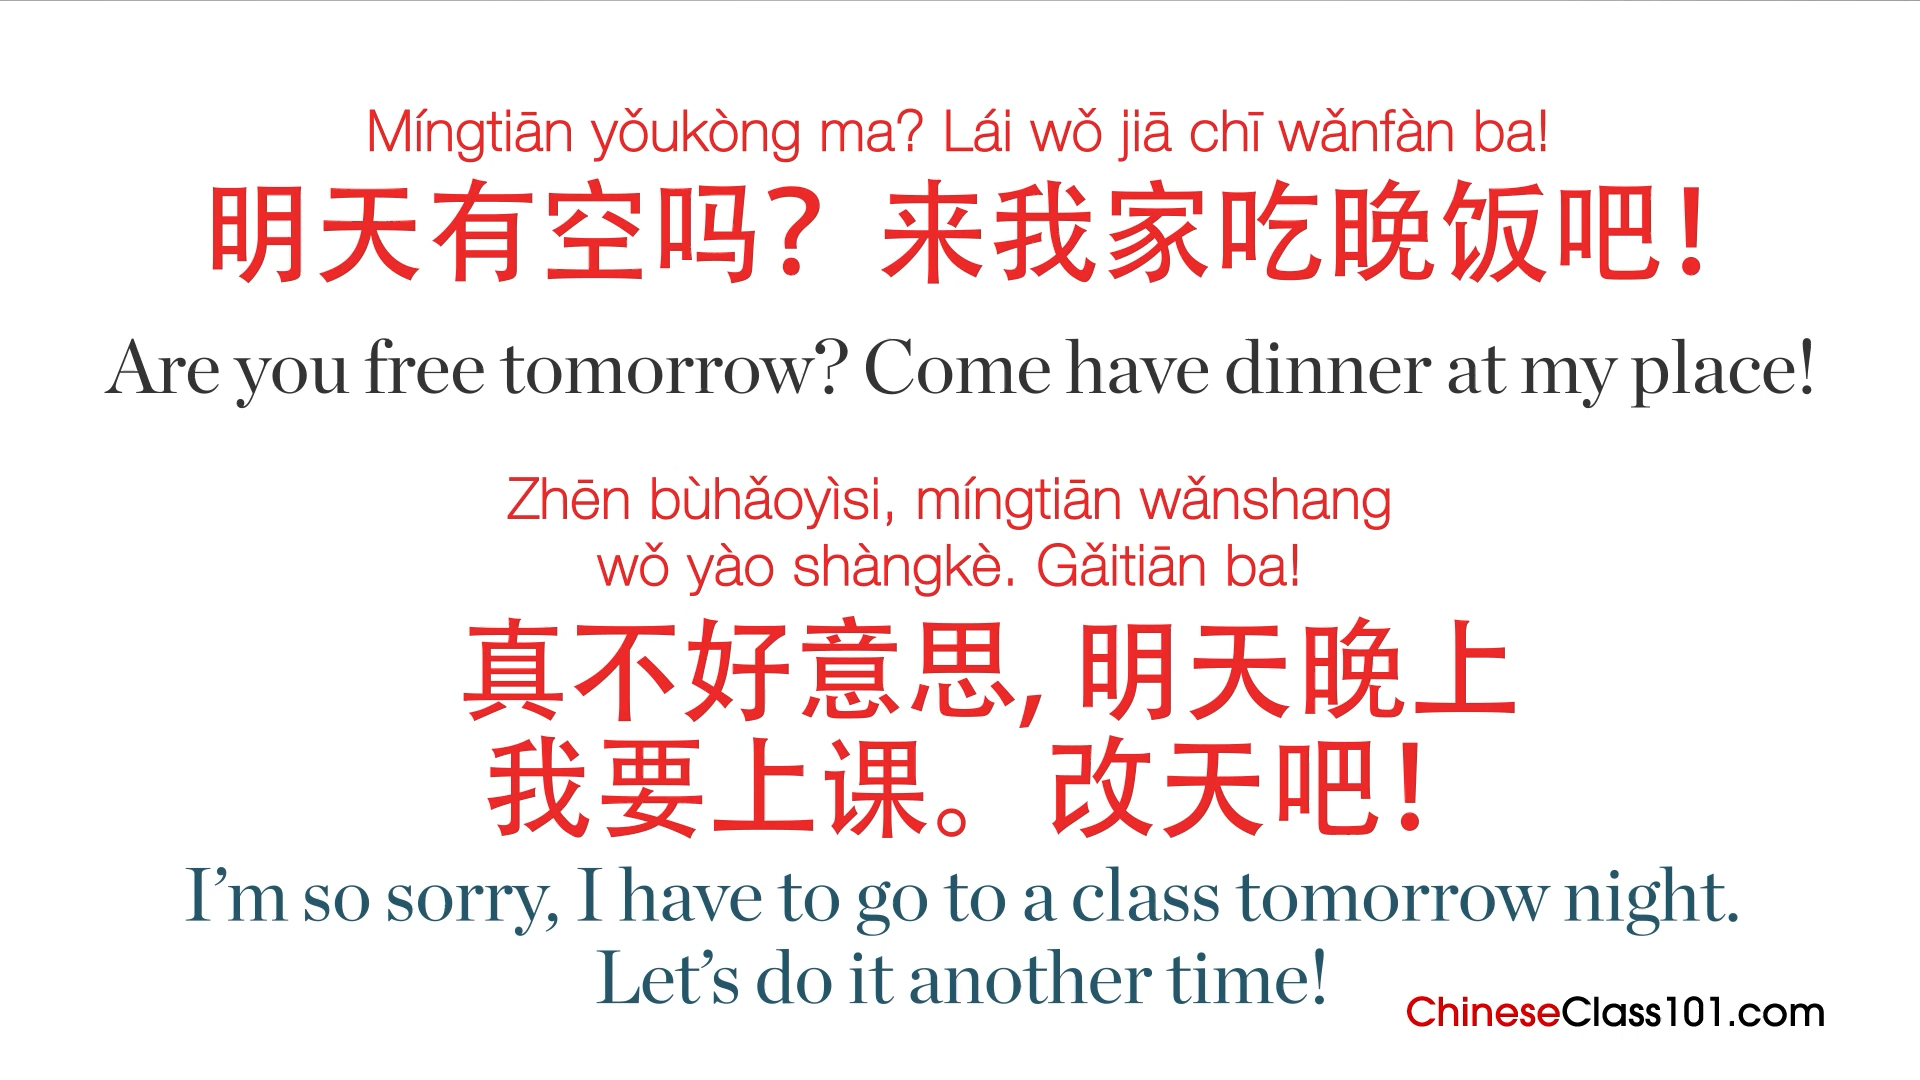 Míngtiān yǒukòng ma? Lái wǒ jiā chī wǎnfàn ba!
明天有空吗？来我家吃晚饭吧！
Are you free tomorrow? Come have dinner at my place!
Zhēn bùhǎoyìsi, míngtiān wǎnshang
wǒ yào shàngkè. Gǎitiān ba!
真不好意思, 明天晚上
我要上课。改天吧！
I’m so sorry, I have to go to a class tomorrow night.
Let’s do it another time!
ChineseClass101.com